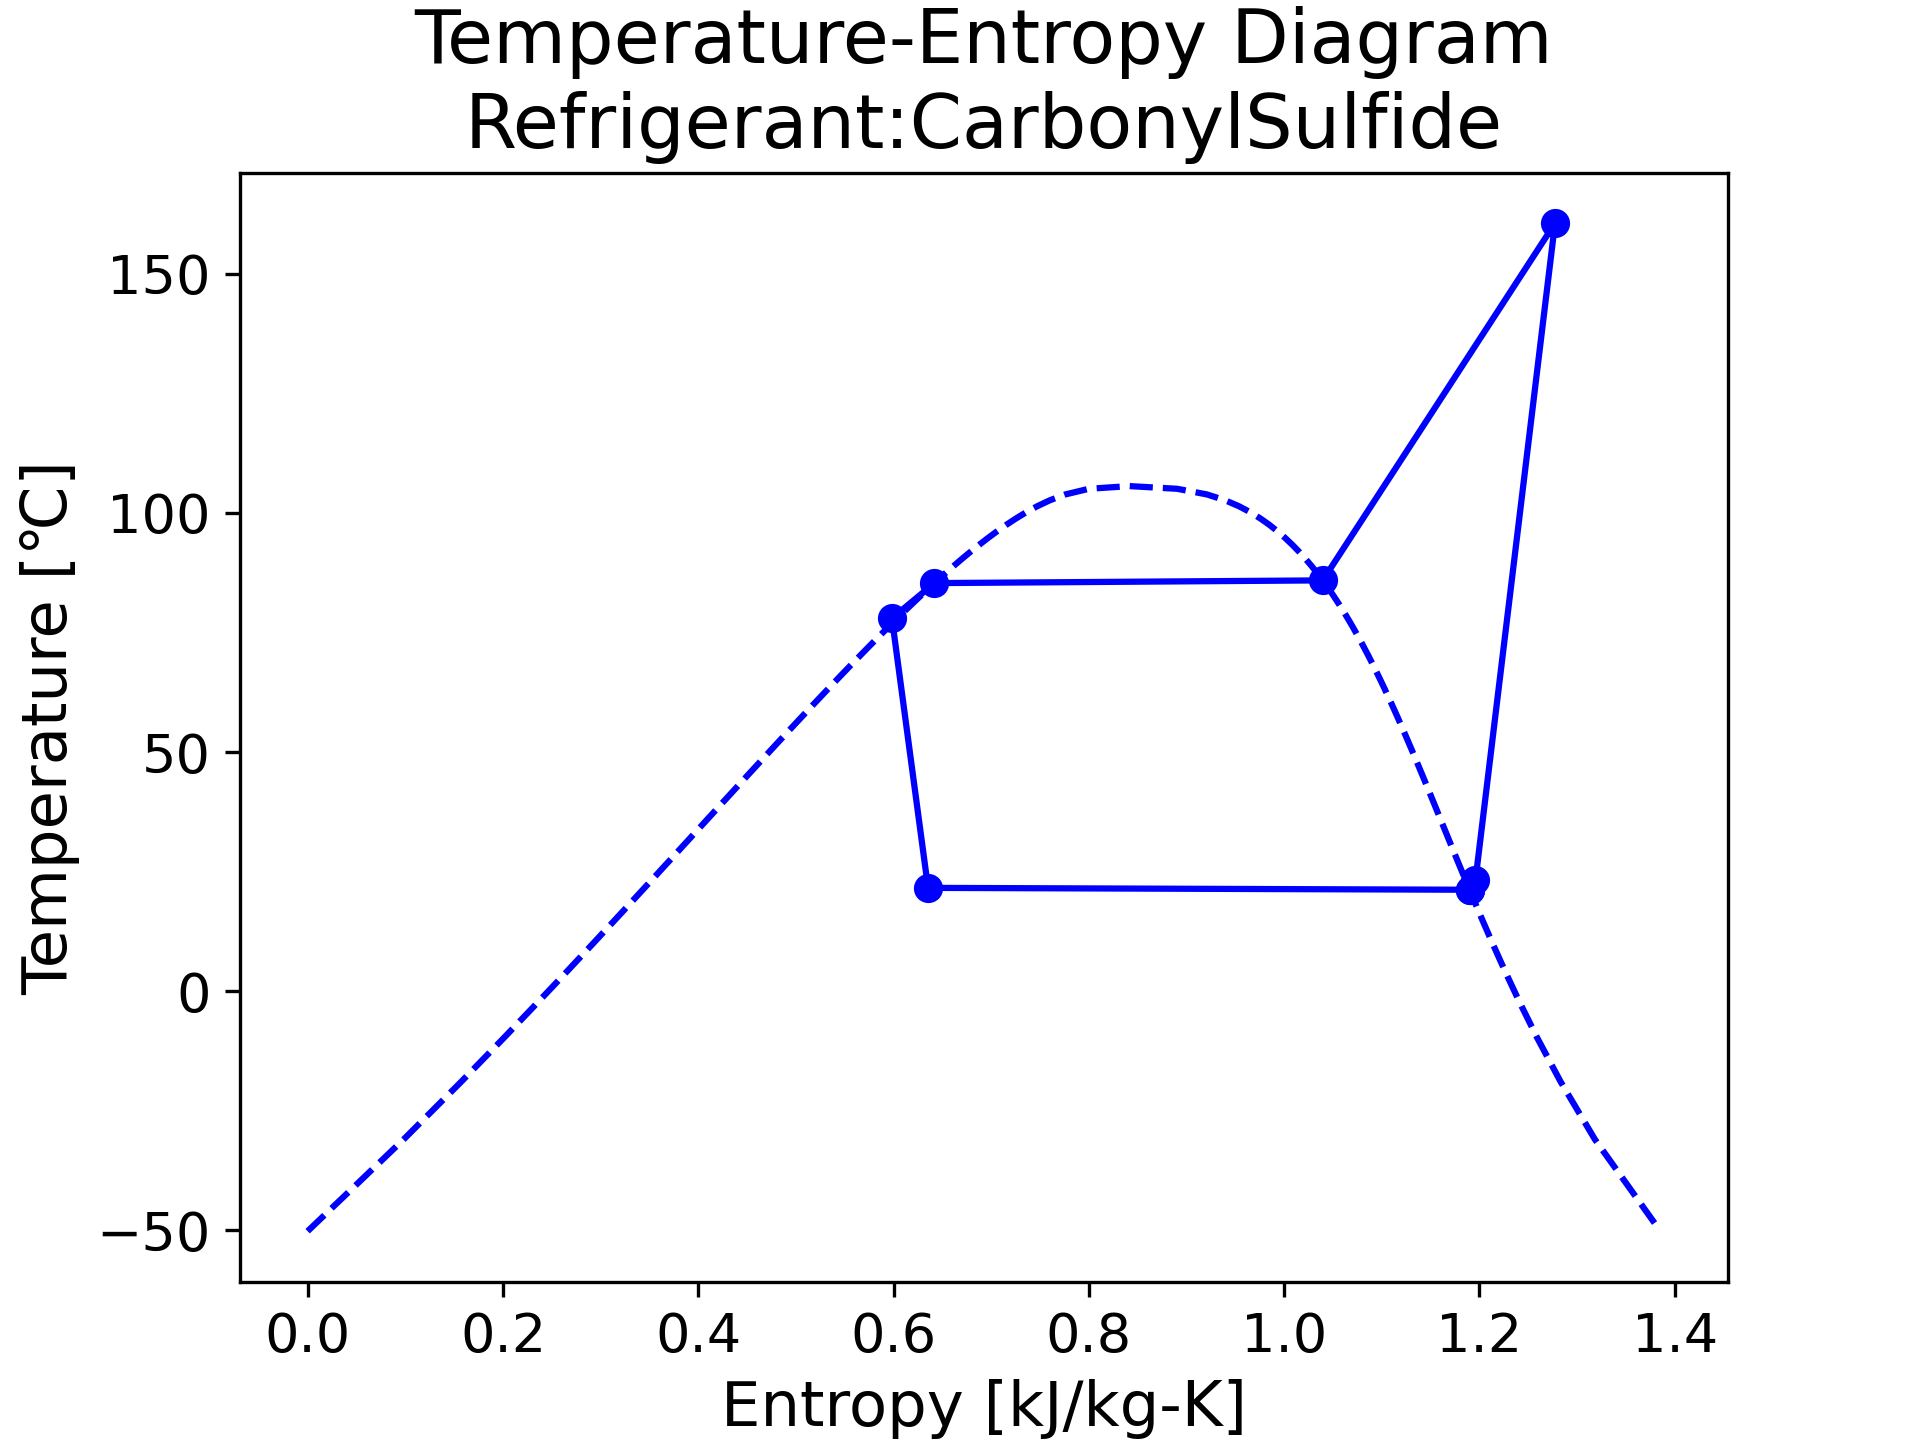 Temperature-Entropy Diagram
Refrigerant:CarbonylSulfide
Temperature [℃]
150
100
50
0
−50
0.0 0.2 0.4 0.6 0.8 1.0 1.2 1.4
Entropy [kJ/kg-K]